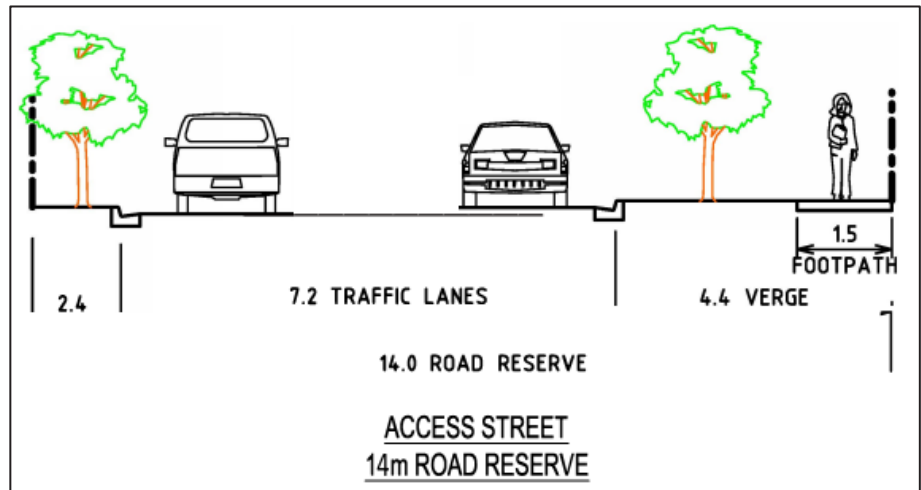 1.5
FOOTPATH
2.4
7.2 TRAFFIC LANES
4.4 VERGE
14.0 ROAD RESERVE
ACCESS STREET
14m ROAD RESERVE